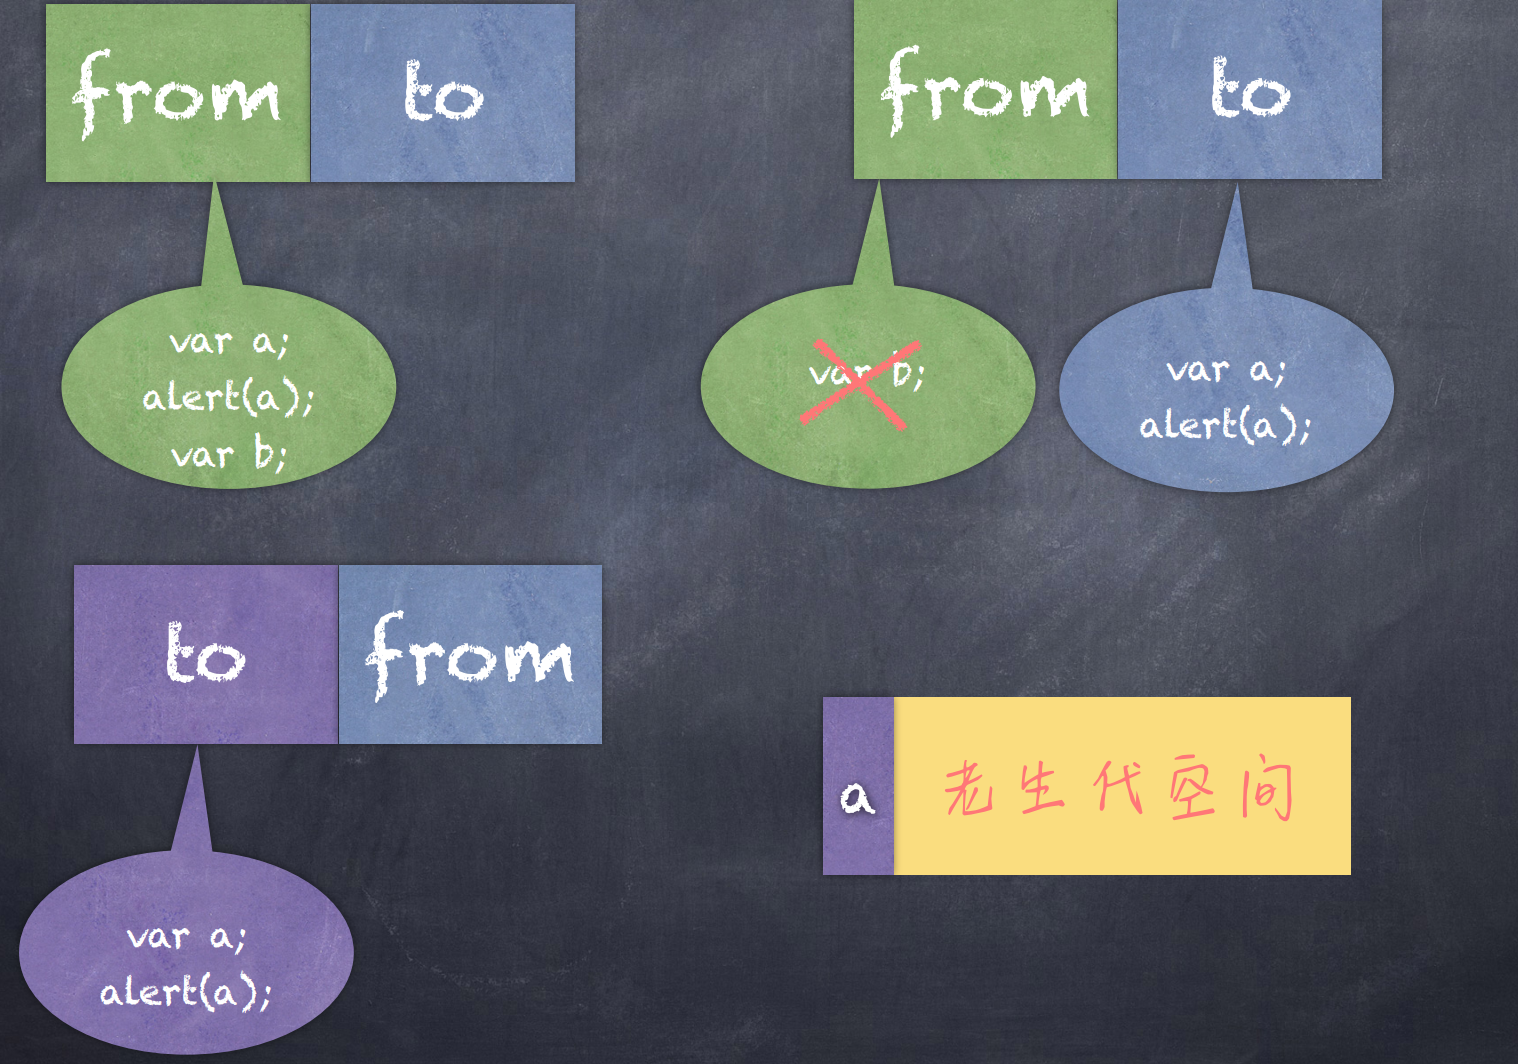 from to
from to
var a;
alert(a);
var b;
var b;
var a;
alert(a);
to from
a 老生代空间
var a;
alert(a);